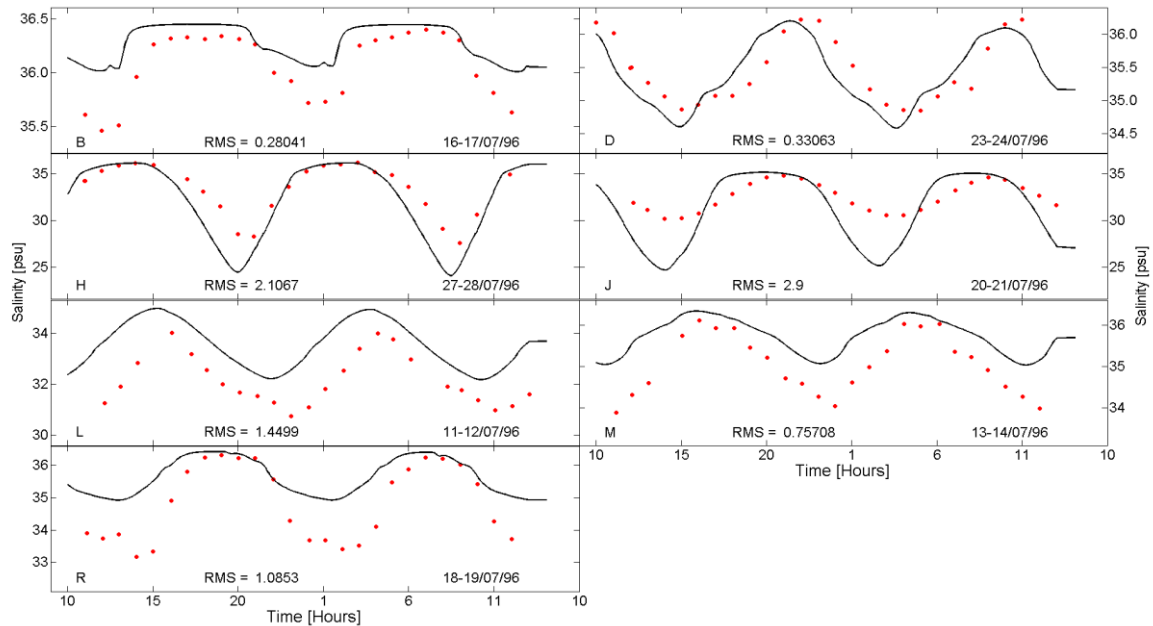 36.5
36.0
35.5
B RMS = 0.28041 16-17/07/96
36.0
35.5
35.0
34.5
D RMS = 0.33063 23-24/07/96
35
30
25
H RMS = 2.1067 27-28/07/96
35
30
25
J RMS = 2.9 20-21/07/96
Salinity [psu]
Salinity [psu]
34
32
30
L RMS = 1.4499 11-12/07/96
36
35
34
M RMS = 0.75708 13-14/07/96
10 15 20 1 6 11 10
Time [Hours]
36
35
34
33
R RMS = 1.0853 18-19/07/96
10 15 20 1 6 11 10
Time [Hours]